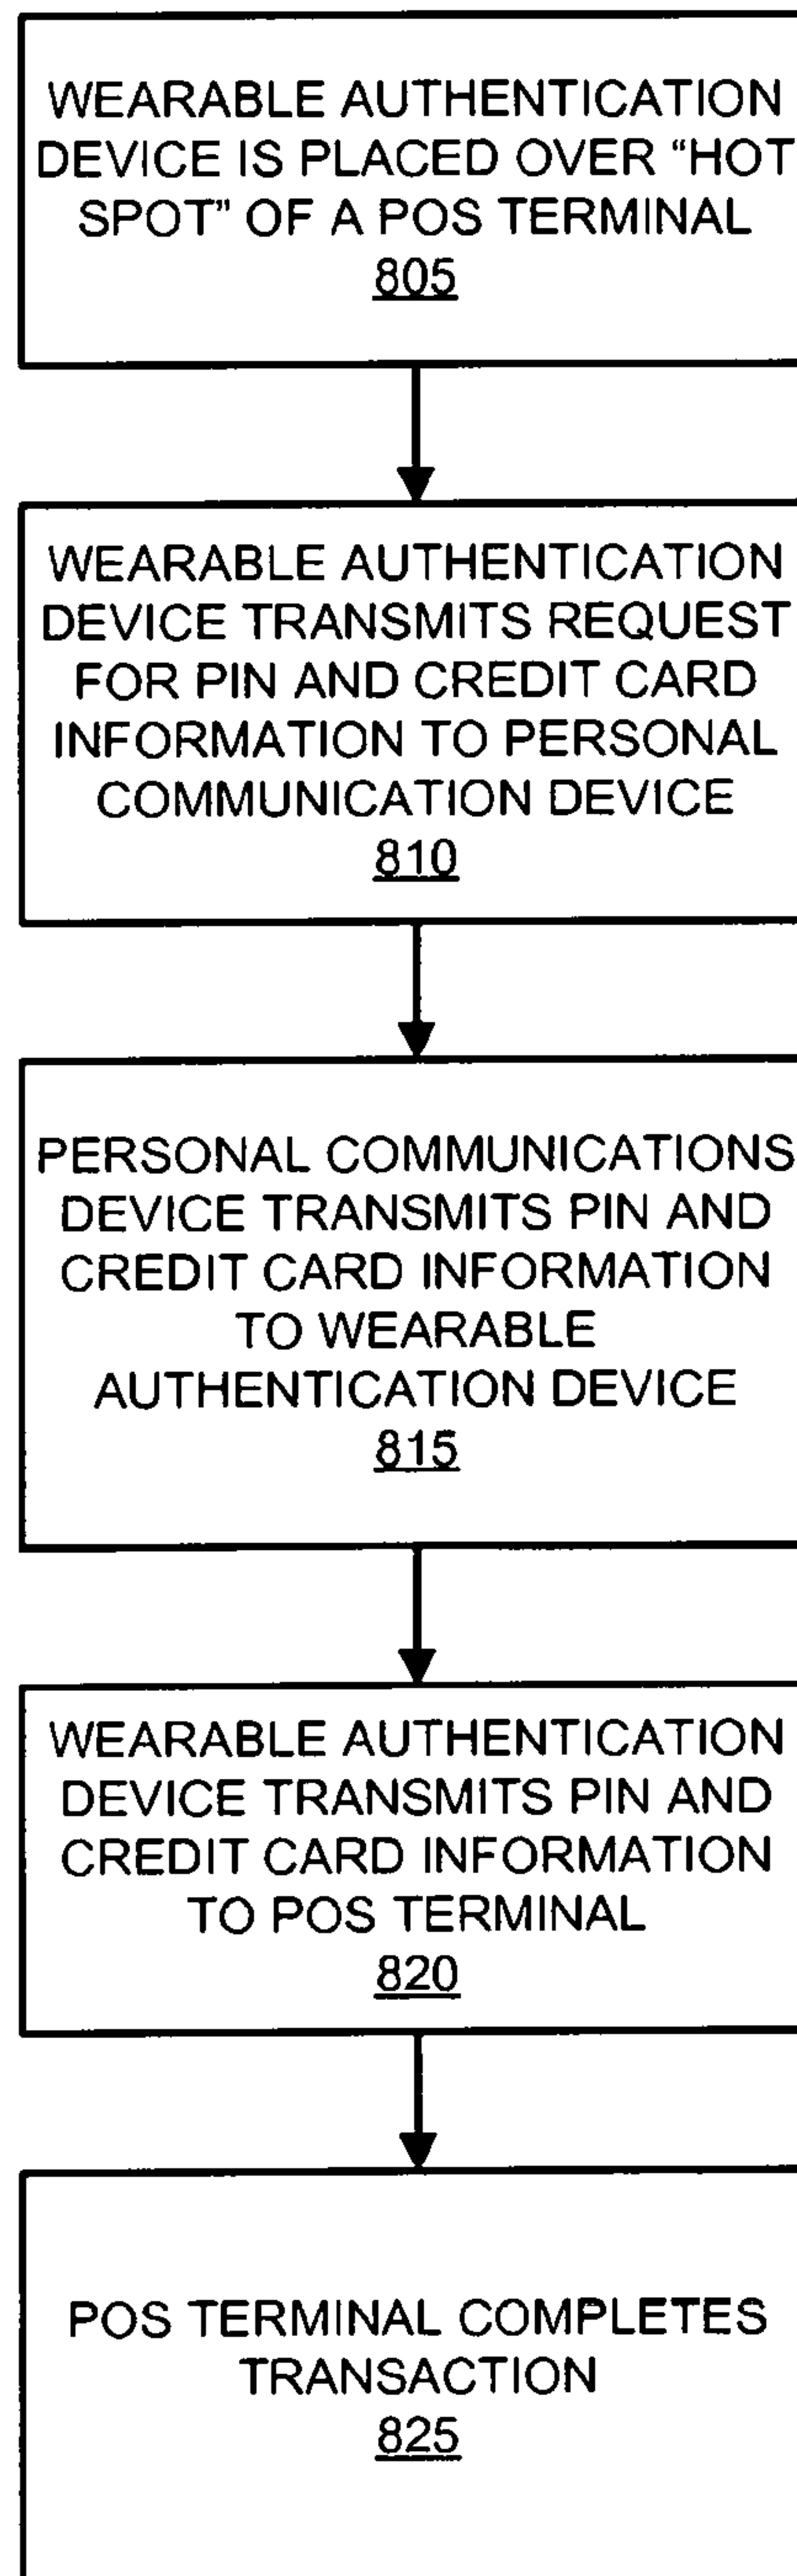 WEARABLE AUTHENTICATION
DEVICE IS PLACED OVER “HOT
SPOT” OF A POS TERMINAL
805
WEARABLE AUTHENTICATION
DEVICE TRANSMITS REQUEST
FOR PIN AND CREDIT CARD
INFORMATION TO PERSONAL
COMMUNICATION DEVICE
810
PERSONAL COMMUNICATIONS
DEVICE TRANSMITS PIN AND
CREDIT CARD INFORMATION
TO WEARABLE
AUTHENTICATION DEVICE
815
WEARABLE AUTHENTICATION
DEVICE TRANSMITS PIN AND
CREDIT CARD INFORMATION
TO POS TERMINAL
820
POS TERMINAL COMPLETES
TRANSACTION
825